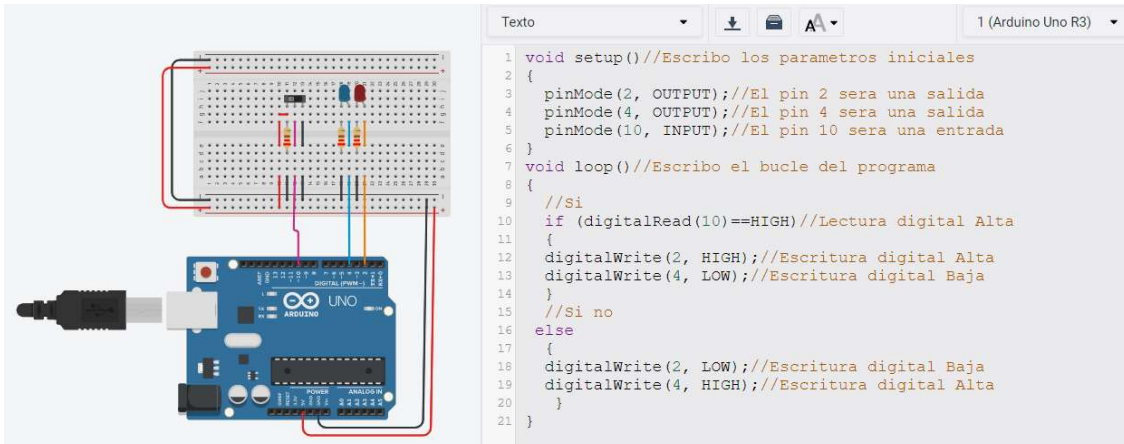 Texto
1 (Arduino Uno R3)
1 void setup()//Escribo los parametros iniciales
2 {
3 pinMode(2, OUTPUT);//El pin 2 sera una salida
4 pinMode(4, OUTPUT);//El pin 4 sera una salida
5 pinMode(10, INPUT);//El pin 10 sera una entrada
6 }
7 void loop()//Escribo el bucle del programa
8 {
9 //Si
10 if (digitalRead(10)==HIGH)//Lectura digital Alta
11 {
12 digitalWrite(2, HIGH);//Escritura digital Alta
13 digitalWrite(4, LOW);//Escritura digital Baja
14 }
15 //Si no
16 else
17 {
18 digitalWrite(2, LOW);//Escritura digital Baja
19 digitalWrite(4, HIGH);//Escritura digital Alta
20 }
21 }
DIGITAL (PWM~)
UNO
ARDUINO
ON
POWER
ANALOG IN